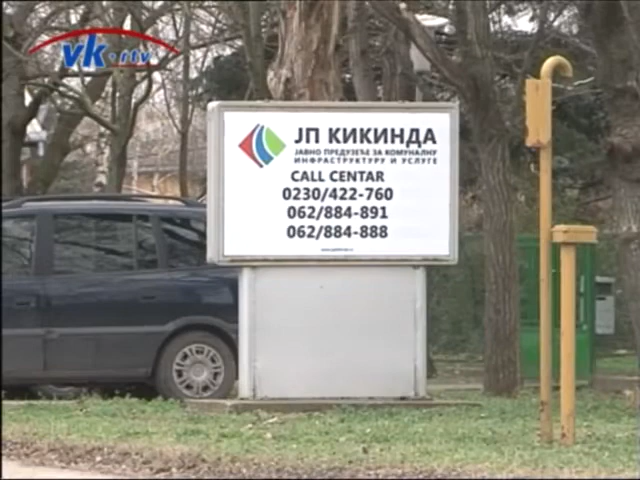 vk·rtv
ЈП КИКИНДА
ЈАВНО ПРЕДУЗЕЋЕ ЗА КОМУНАЛНУ
ИНФРАСТРУКТУРУ И УСЛУГЕ
CALL CENTAR
0230/422-760
062/884-891
062/884-888